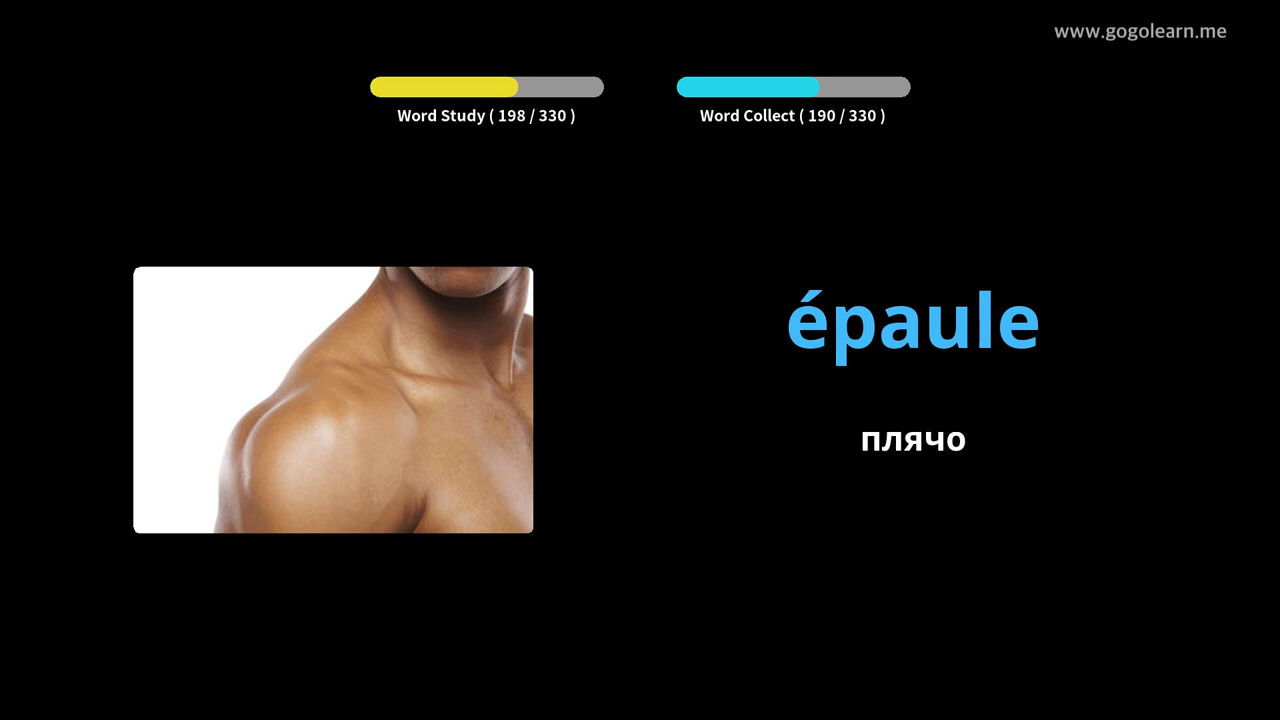 www.gogolearn.me
Word Study ( 198 / 330 )
Word Collect ( 190 / 330 )
épaule
плячо